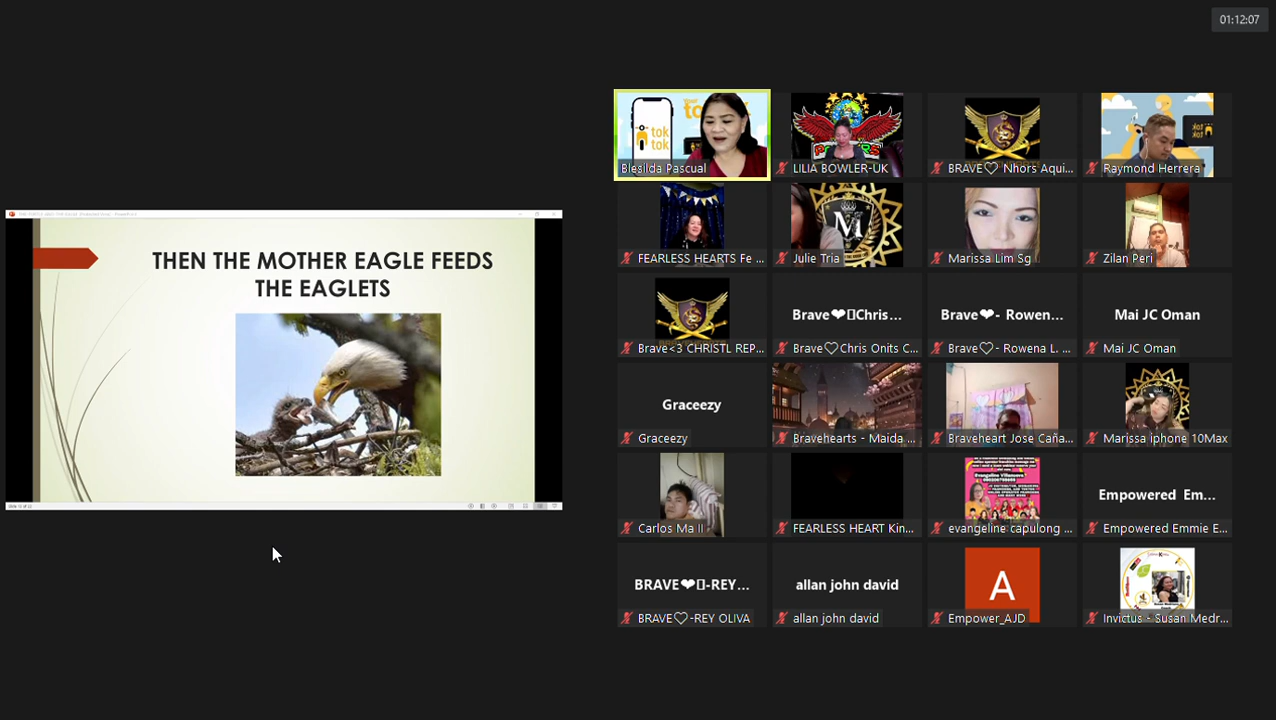 01:12:07
THEN THE MOTHER EAGLE FEEDS
THE EAGLETS
tok
tok
Blesilda Pascual
LILIA BOWLER-UK
BRAVE♡ Nhors Aqui...
Raymond Herrera
FEARLESS HEARTS Fe ...
M
Julie Tria
Marissa Lim Sg
Zilan Peri
Brave<3 CHRISTL REP...
Brave❤▯Chris...
Brave♡Chris Onits C...
Brave❤- Rowen...
Brave♡- Rowena L. ...
Mai JC Oman
Mai JC Oman
Graceezy
Graceezy
Bravehearts - Maida ...
Braveheart Jose Caña...
Marissa iphone 10Max
Carlos Ma II
FEARLESS HEART Kin...
evangeline capulong ...
Empowered Em...
Empowered Emmie E...
BRAVE❤▯-REY...
BRAVE♡-REY OLIVA
allan john david
allan john david
A
Empower_AJD
Invictus - Susan Medr...